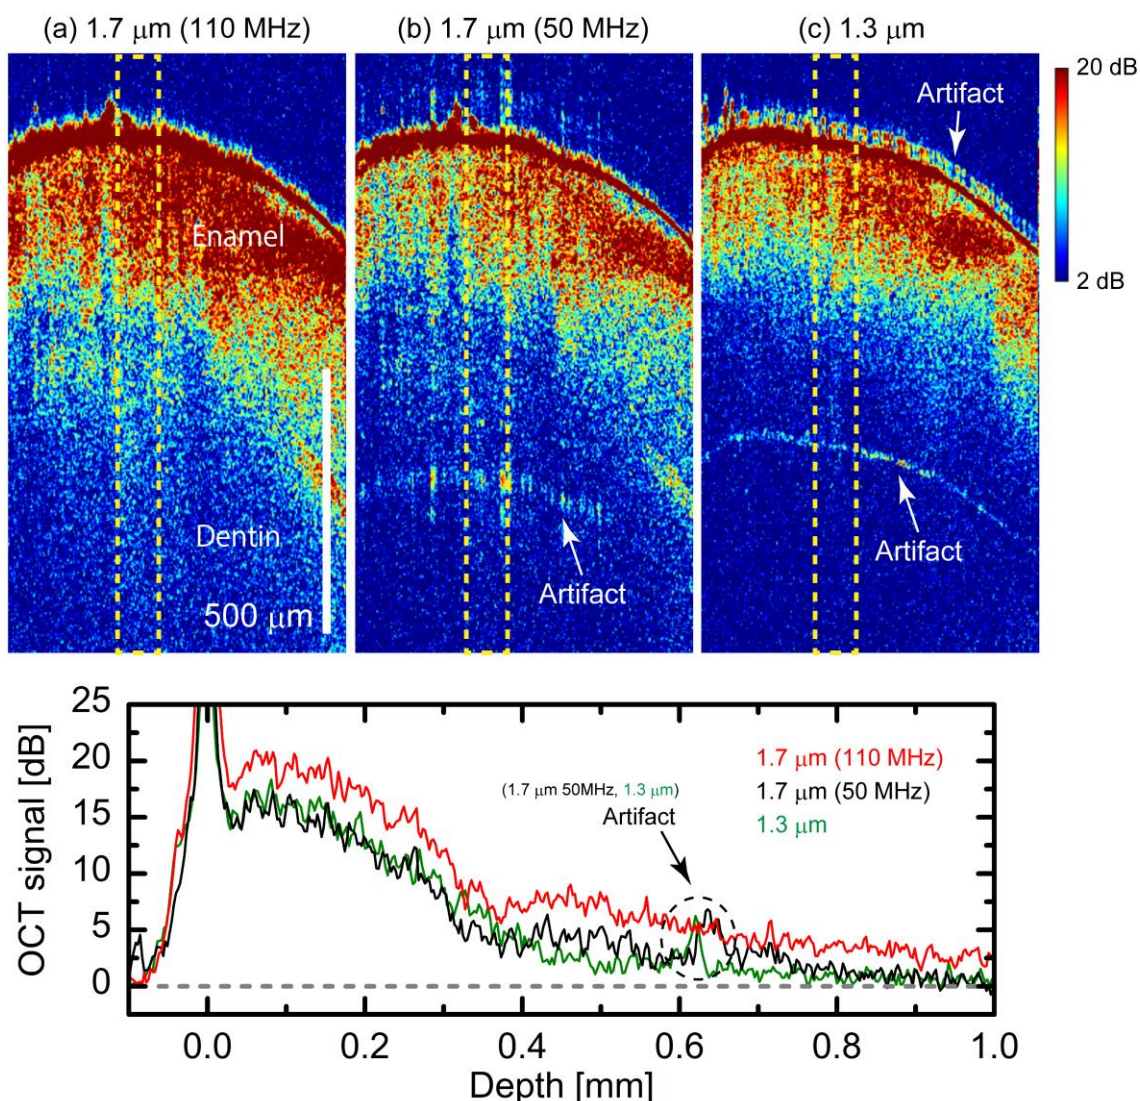 (a) 1.7 μm (110 MHz)
(b) 1.7 μm (50 MHz)
(c) 1.3 μm
20 dB
2 dB
Artifact
Enamel
Dentin
500 μm
Artifact
Artifact
25
20
15
10
5
0
OCT signal [dB]
1.7 μm (110 MHz)
1.7 μm (50 MHz)
1.3 μm
(1.7 μm 50MHz, 1.3 μm)
Artifact
0.0
0.2
0.4
0.6
0.8
1.0
Depth [mm]